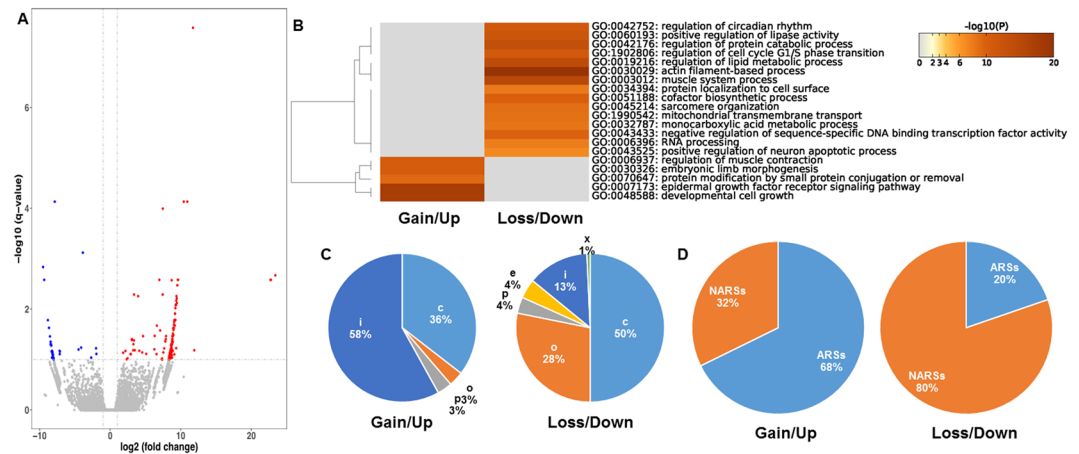 A
−log10 (q−value)
6
4
2
0
−10
0
10
20
log2 (fold change)
B
GO:0042752: regulation of circadian rhythm
GO:0060193: positive regulation of lipase activity
GO:0042176: regulation of protein catabolic process
GO:1902806: regulation of cell cycle G1/S phase transition
GO:0019216: regulation of lipid metabolic process
GO:0030029: actin filament-based process
GO:0003012: muscle system process
GO:0034394: protein localization to cell surface
GO:0051188: cofactor biosynthetic process
GO:0045214: sarcomere organization
GO:1990542: mitochondrial transmembrane transport
GO:0032787: monocarboxylic acid metabolic process
GO:0043433: negative regulation of sequence-specific DNA binding transcription factor activity
GO:0006396: RNA processing
GO:0043525: positive regulation of neuron apoptotic process
GO:0006937: regulation of muscle contraction
GO:0030326: embryonic limb morphogenesis
GO:0070647: protein modification by small protein conjugation or removal
GO:0007173: epidermal growth factor receptor signaling pathway
GO:0048588: developmental cell growth
Gain/Up
Loss/Down
-log10(P)
0 2 3 4 6 10 20
C
i
58%
c
36%
o
3%
p
3%
Gain/Up
x
1%
e
4%
p
4%
i
13%
c
50%
o
28%
Loss/Down
D
NARSs
32%
ARSs
68%
Gain/Up
ARSs
20%
NARSs
80%
Loss/Down